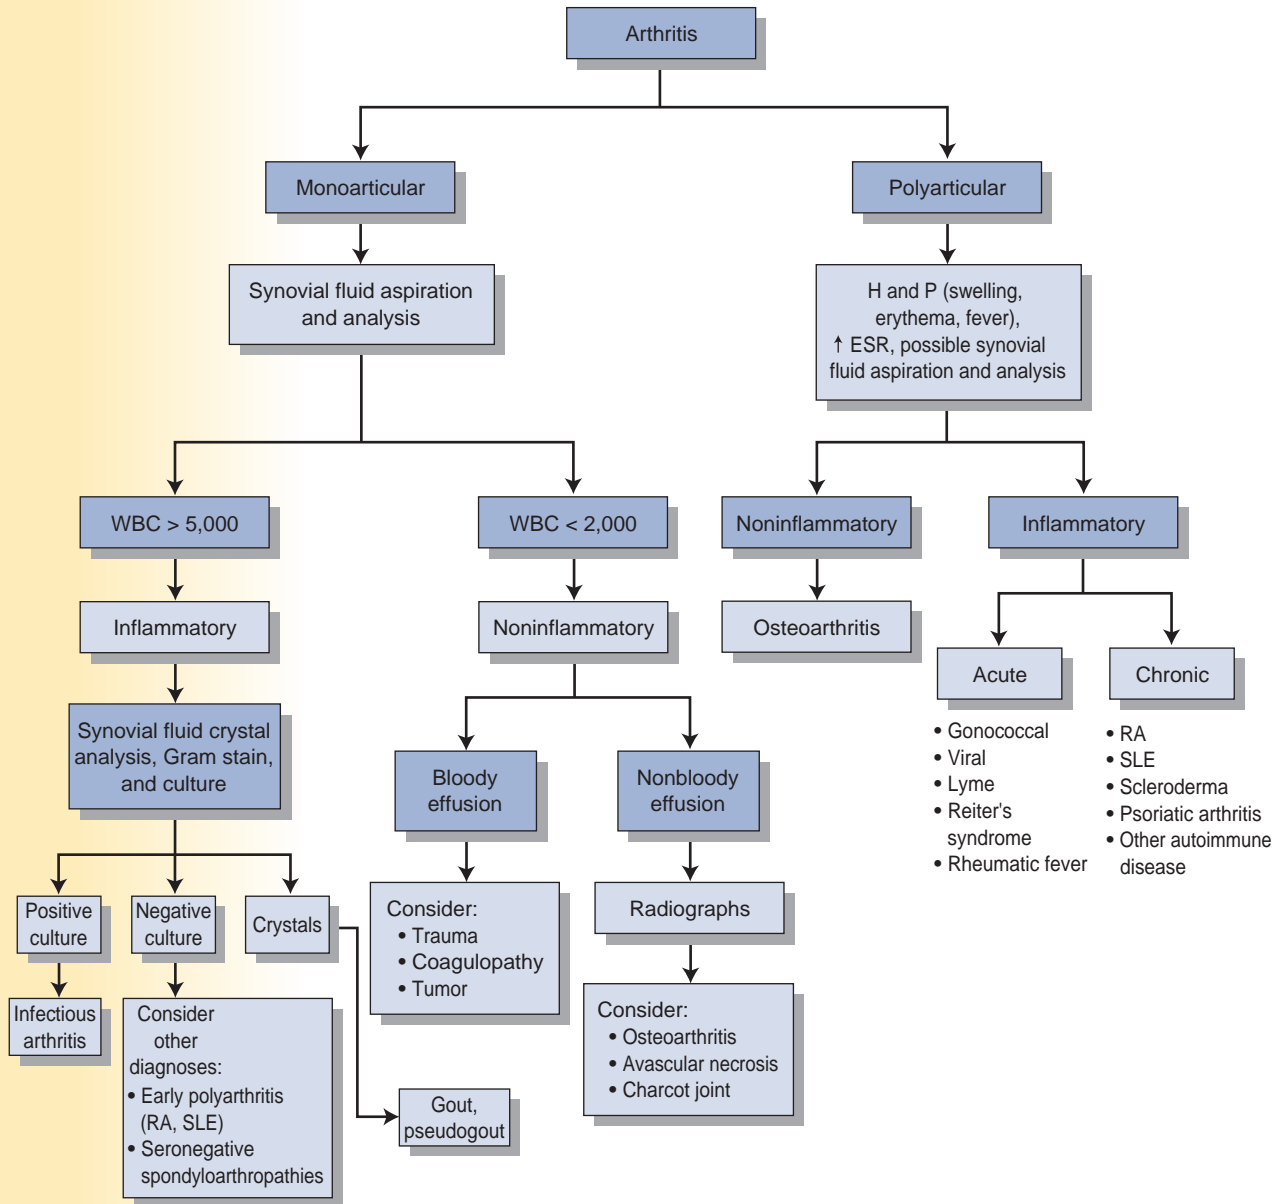 Arthritis
Monoarticular
Polyarticular
Synovial fluid aspiration
and analysis
H and P (swelling,
erythema, fever),
↑ ESR, possible synovial
fluid aspiration and analysis
WBC > 5,000
WBC < 2,000
Noninflammatory
Inflammatory
Inflammatory
Noninflammatory
Osteoarthritis
Acute
Chronic
Synovial fluid crystal
analysis, Gram stain,
and culture
Bloody
effusion
Nonbloody
effusion
• Gonococcal
• Viral
• Lyme
• Reiter's
syndrome
• Rheumatic fever
• RA
• SLE
• Scleroderma
• Psoriatic arthritis
• Other autoimmune
disease
Positive
culture
Negative
culture
Crystals
Consider:
• Trauma
• Coagulopathy
• Tumor
Radiographs
Infectious
arthritis
Consider
other
diagnoses:
• Early polyarthritis
(RA, SLE)
• Seronegative
spondyloarthropathies
Gout,
pseudogout
Consider:
• Osteoarthritis
• Avascular necrosis
• Charcot joint